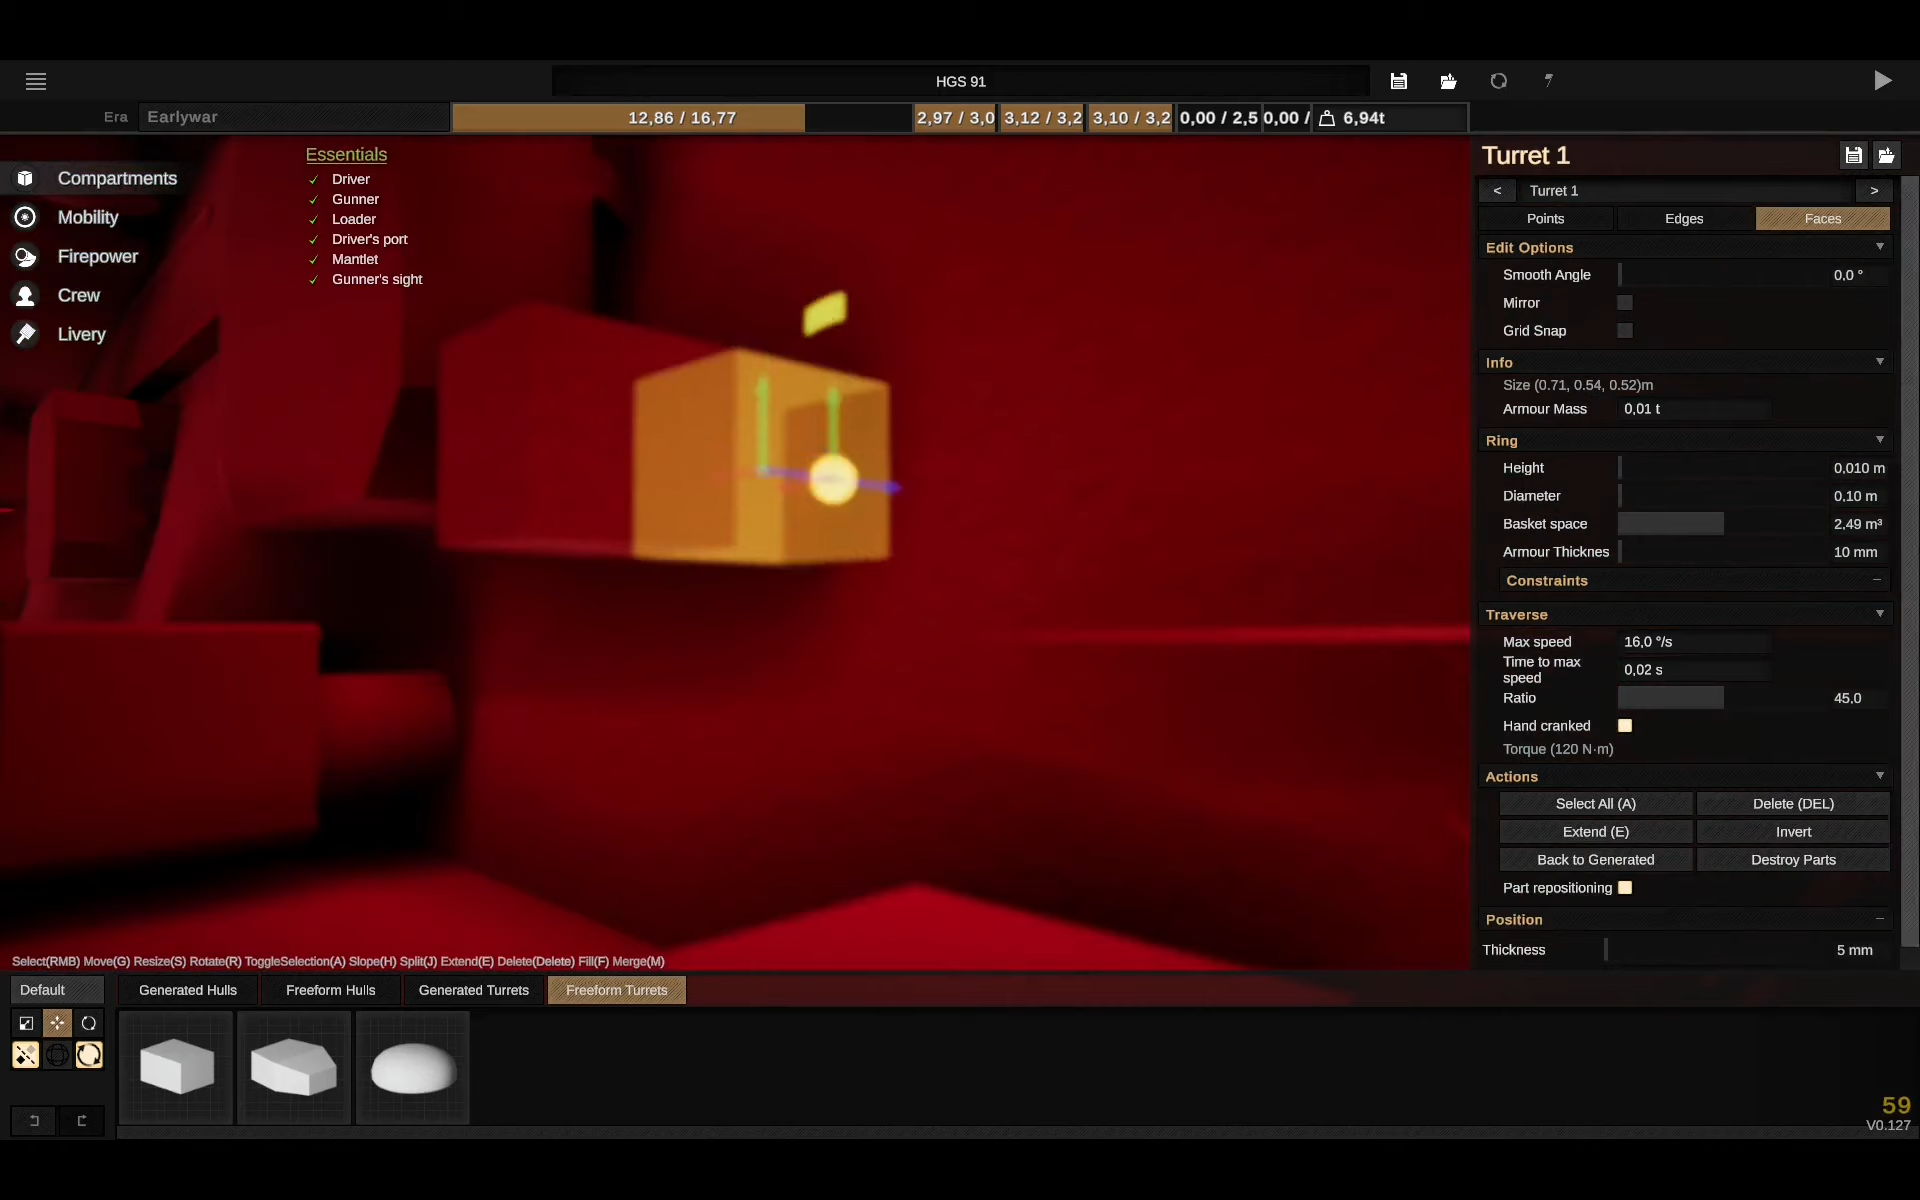 HGS 91
Era Earlywar 12,86 / 16,77 2,97 / 3,0 3,12 / 3,2 3,10 / 3,2 0,00 / 2,5 0,00 / 6,94t
Compartments
Mobility
Firepower
Crew
Livery
Essentials
Driver
Gunner
Loader
Driver's port
Mantlet
Gunner's sight
Turret 1
< Turret 1 >
Points Edges Faces
Edit Options
Smooth Angle 0,0 °
Mirror
Grid Snap
Info
Size (0.71, 0.54, 0.52)m
Armour Mass 0,01 t
Ring
Height 0,010 m
Diameter 0,10 m
Basket space 2,49 m³
Armour Thicknes 10 mm
Constraints
Traverse
Max speed 16,0 °/s
Time to max speed 0,02 s
Ratio 45,0
Hand cranked
Torque (120 N·m)
Actions
Select All (A) Delete (DEL)
Extend (E) Invert
Back to Generated Destroy Parts
Part repositioning
Position
Thickness 5 mm
Select(RMB) Move(G) Resize(S) Rotate(R) ToggleSelection(A) Slope(H) Split(J) Extend(E) Delete(Delete) Fill(F) Merge(M)
Default Generated Hulls Freeform Hulls Generated Turrets Freeform Turrets
59
V0.127